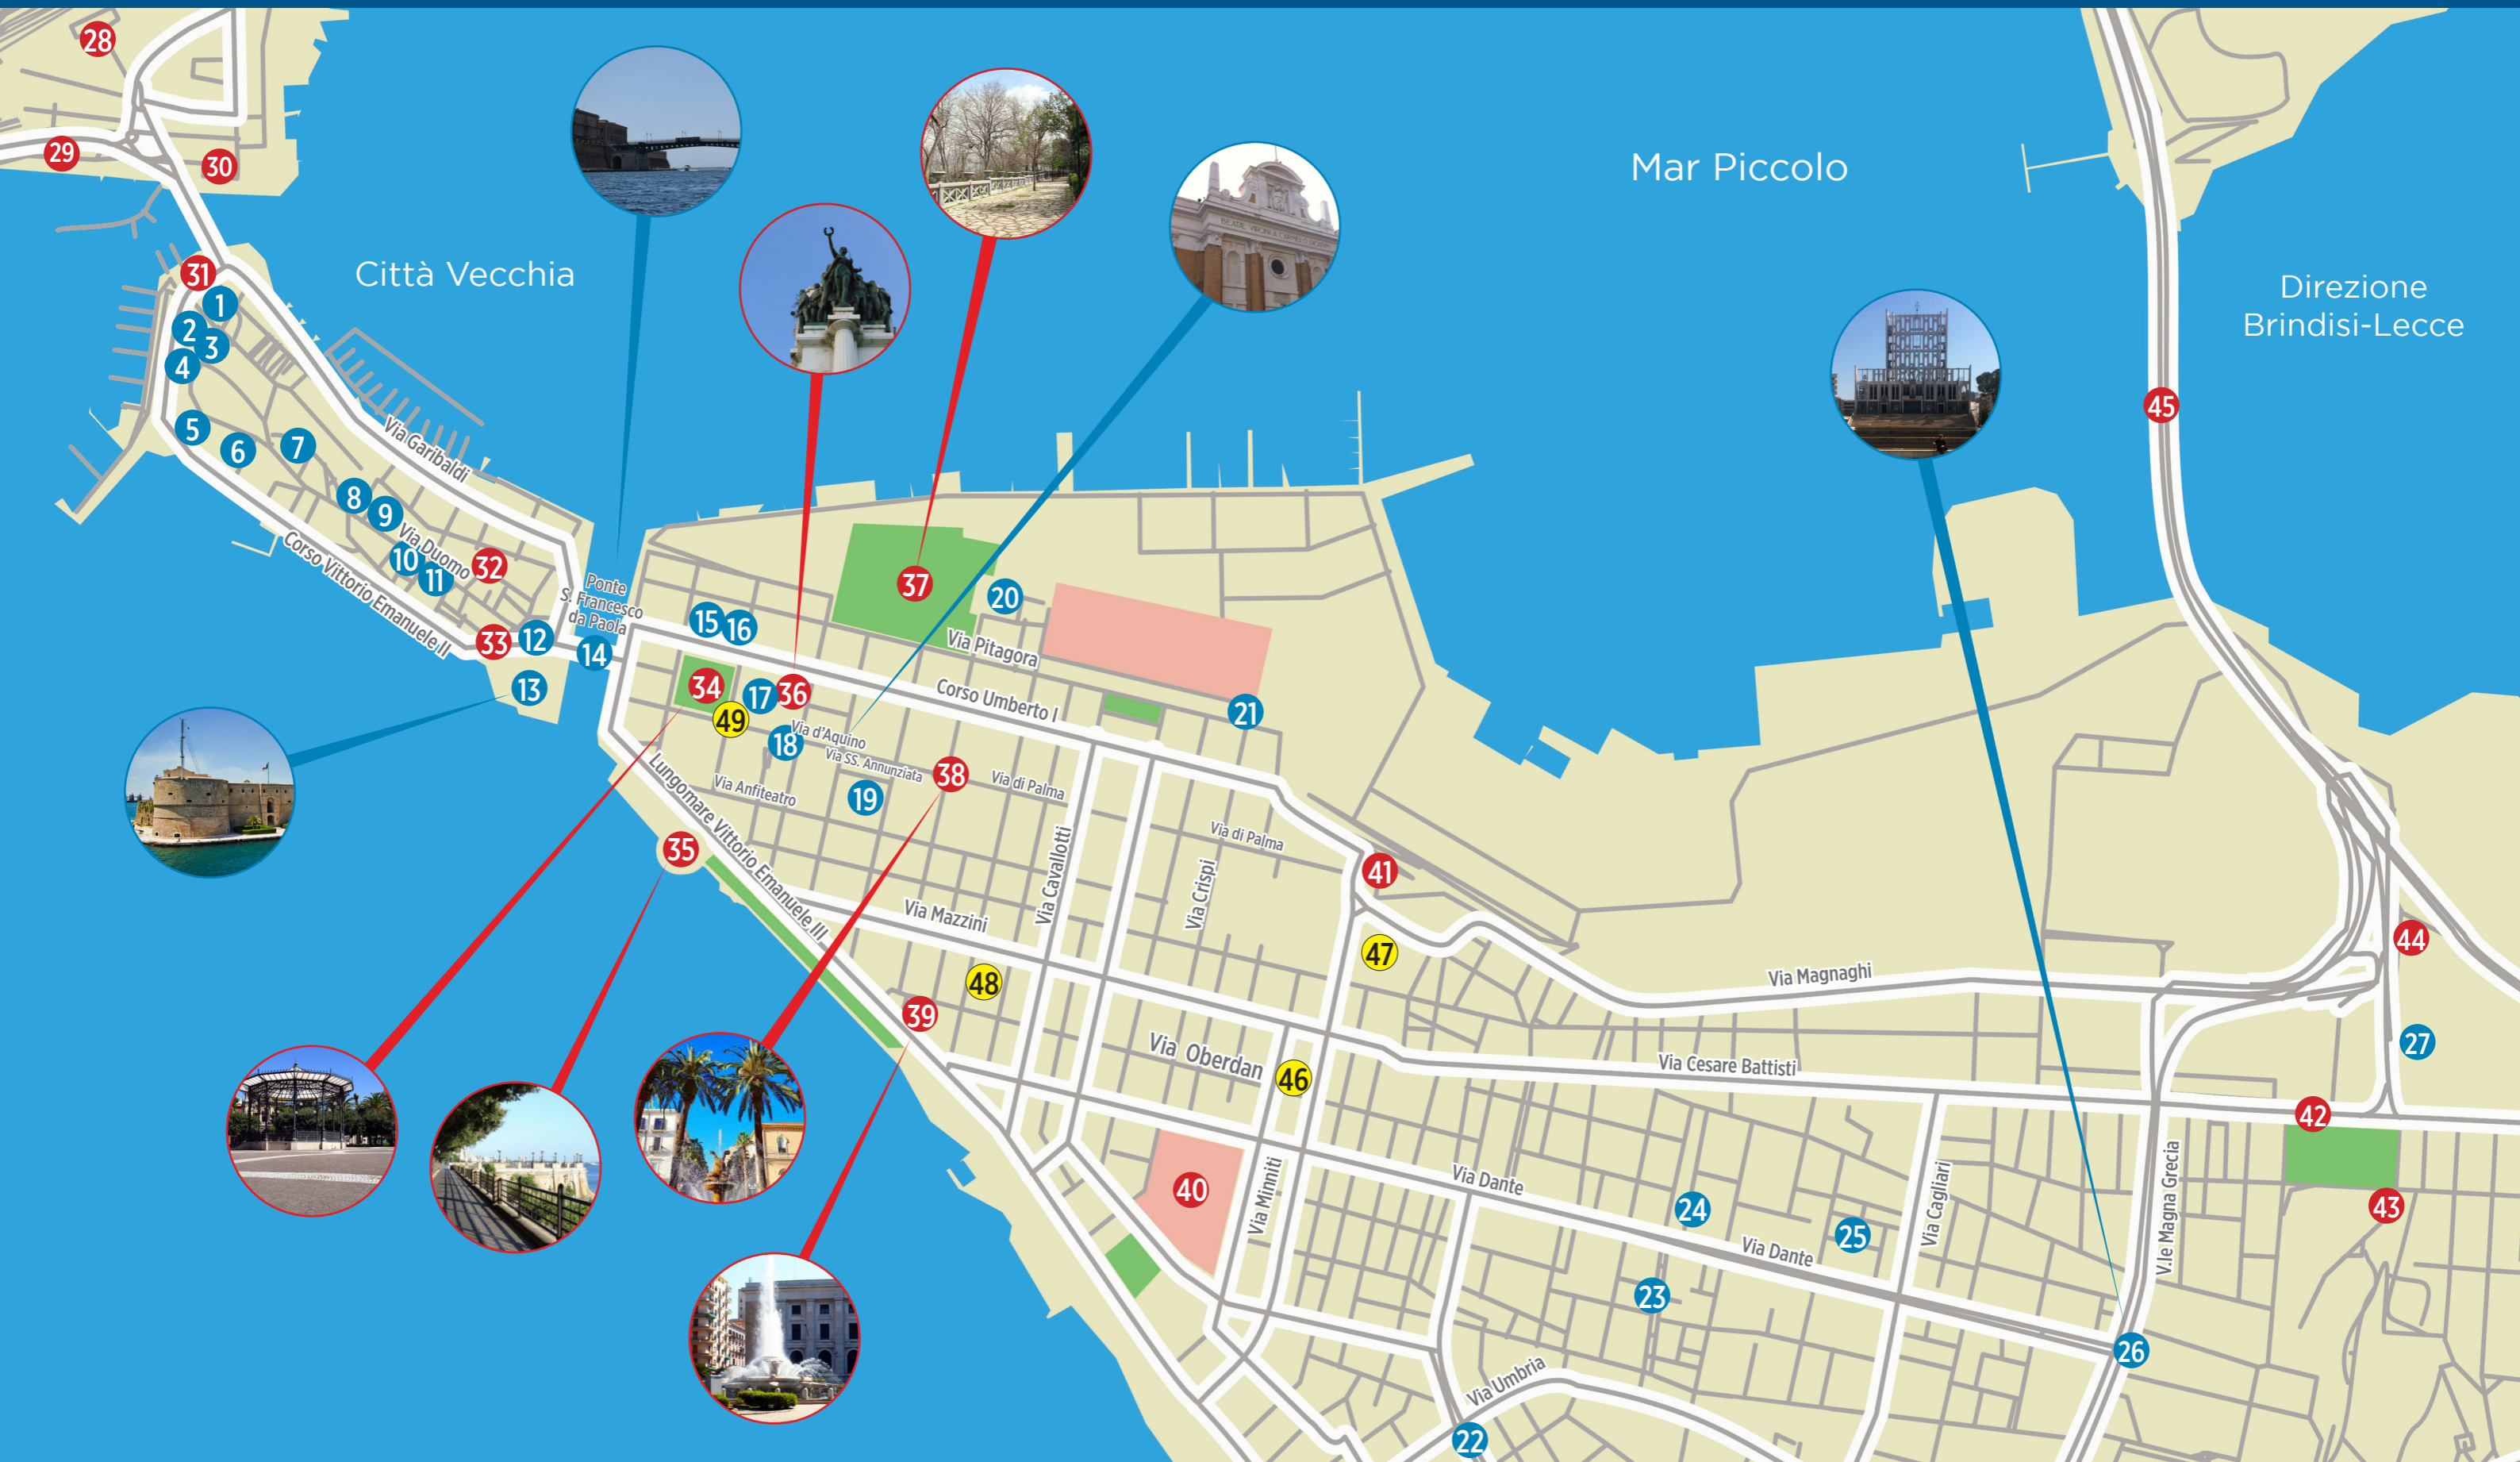 28
29
30
31
Città Vecchia
Mar Piccolo
Direzione
Brindisi-Lecce
1
2
3
4
5
6
7
8
9
10
11
12
13
14
32
33
Via Garibaldi
Via Duomo
Corso Vittorio Emanuele II
Ponte
S. Francesco
da Paola
15
16
17
18
19
20
21
34
35
36
37
38
39
49
45
Via Pitagora
Corso Umberto I
Via d'Aquino
Via SS. Annunziata
Via di Palma
Via Anfiteatro
Lungomare Vittorio Emanuele III
Via Cavallotti
Via di Palma
Via Crispi
41
Via Mazzini
47
48
Via Magnaghi
44
27
Via Oberdan
46
Via Cesare Battisti
42
40
Via Minniti
Via Dante
24
25
Via Cagliari
V.le Magna Grecia
43
Via Dante
23
26
Via Umbria
22